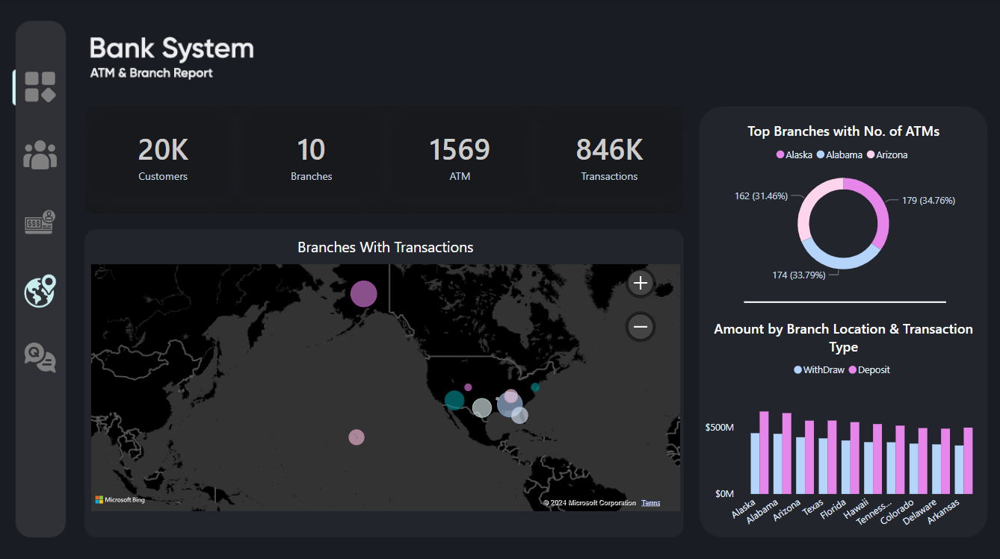 Bank System
ATM & Branch Report
20K
Customers
10
Branches
1569
ATM
846K
Transactions
Branches With Transactions
Microsoft Bing
© 2024 Microsoft Corporation Terms
Top Branches with No. of ATMs
Alaska Alabama Arizona
162 (31.46%)
179 (34.76%)
174 (33.79%)
Amount by Branch Location & Transaction
Type
WithDraw Deposit
$500M
$0M
Alaska
Alabama
Arizona
Texas
Florida
Hawaii
Tenness...
Colorado
Delaware
Arkansas
$$$
Q